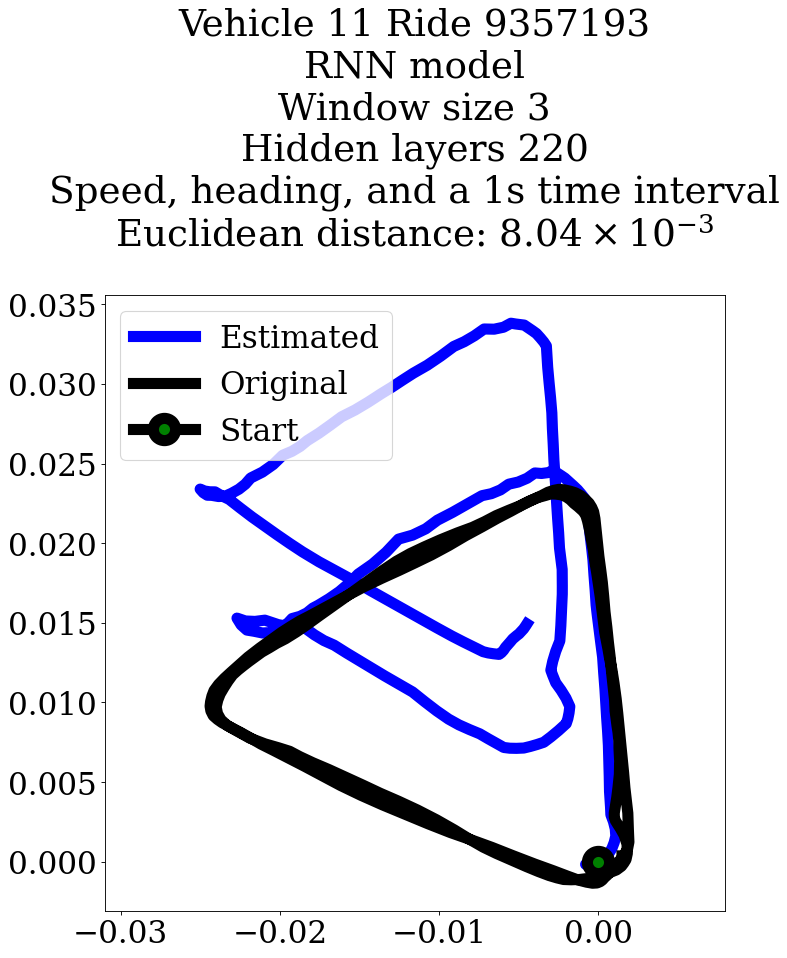 Vehicle 11 Ride 9357193
RNN model
Window size 3
Hidden layers 220
Speed, heading, and a 1s time interval
Euclidean distance: 8.04 × 10⁻³
0.035
Estimated
0.030
Original
Start
0.025
0.020
0.015
0.010
0.005
0.000
−0.03 −0.02 −0.01 0.00